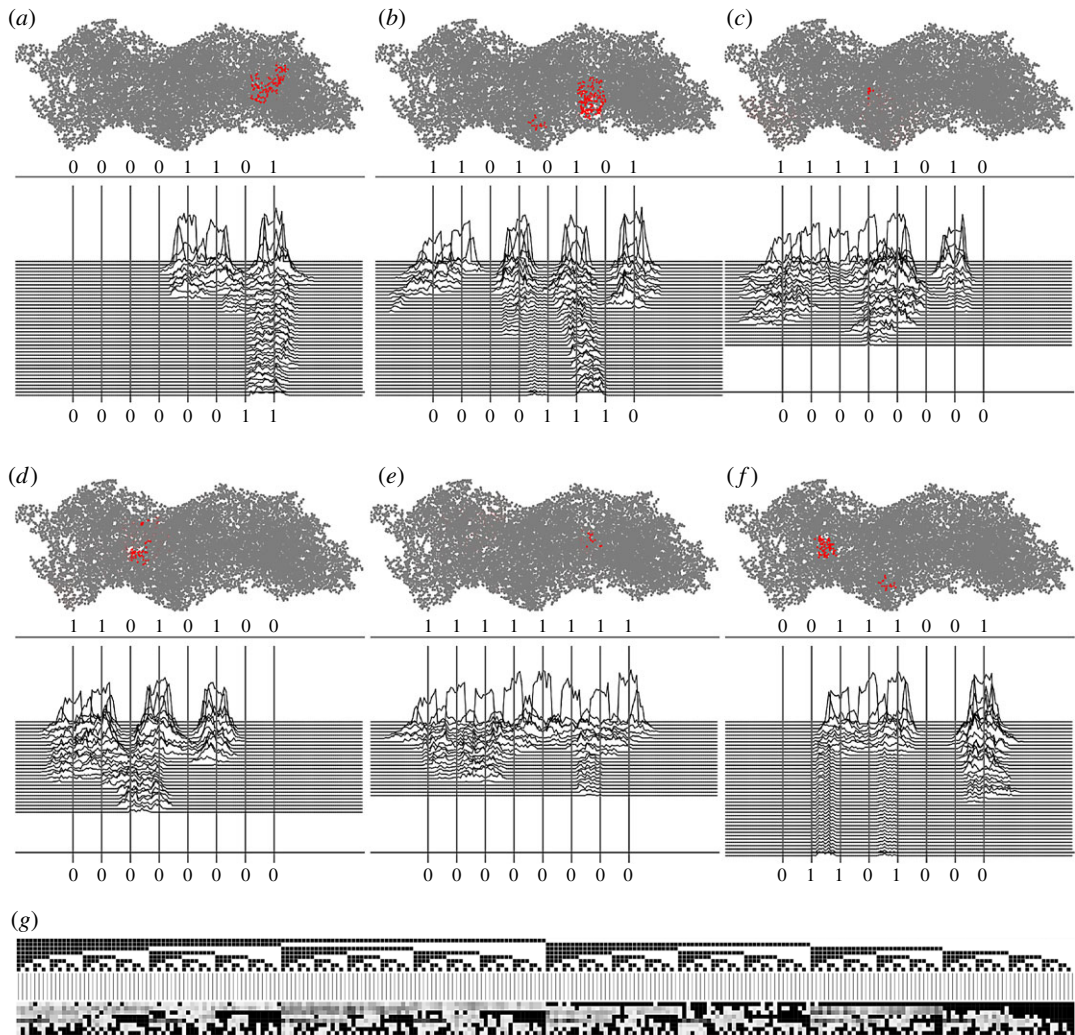 (a) (b) (c)
0 0 0 0 1 1 0 1 1 1 0 1 0 1 0 1 1 1 1 1 1 0 1 0
0 0 0 0 0 0 1 1 0 0 0 0 1 1 1 0 0 0 0 0 0 0 0 0
(d) (e) (f)
1 1 0 1 0 1 0 0 1 1 1 1 1 1 1 1 0 0 1 1 1 0 0 1
0 0 0 0 0 0 0 0 0 0 0 0 0 0 0 0 0 1 1 0 1 0 0 0
(g)